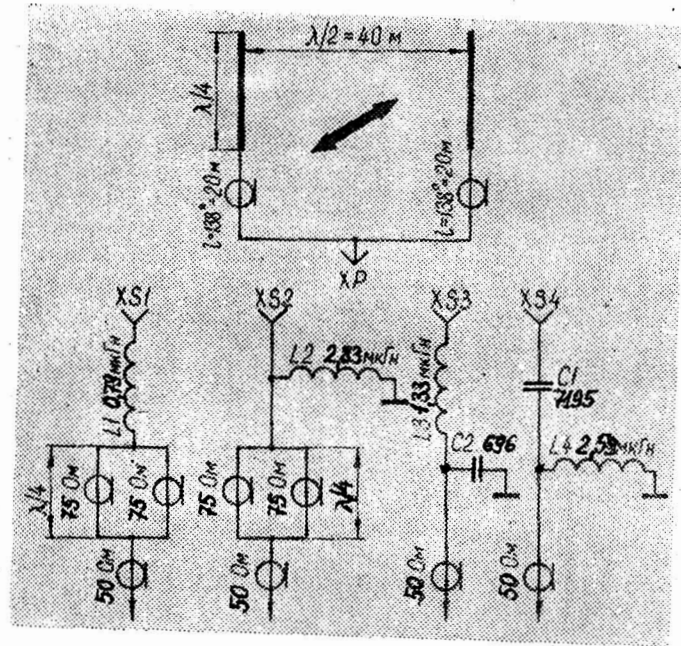 λ/2 = 40 м
λ/4
l=138°=20м
l=138°=20м
XP
XS1
XS2
XS3
XS4
L1 0,79мкГн
L2 2,83мкГн
L3 1,33мкГн
C1
7195
C2 696
L4 2,59мкГн
λ/4
75 Ом
75 Ом
75 Ом
75 Ом
λ/4
50 Ом
50 Ом
50 Ом
50 Ом